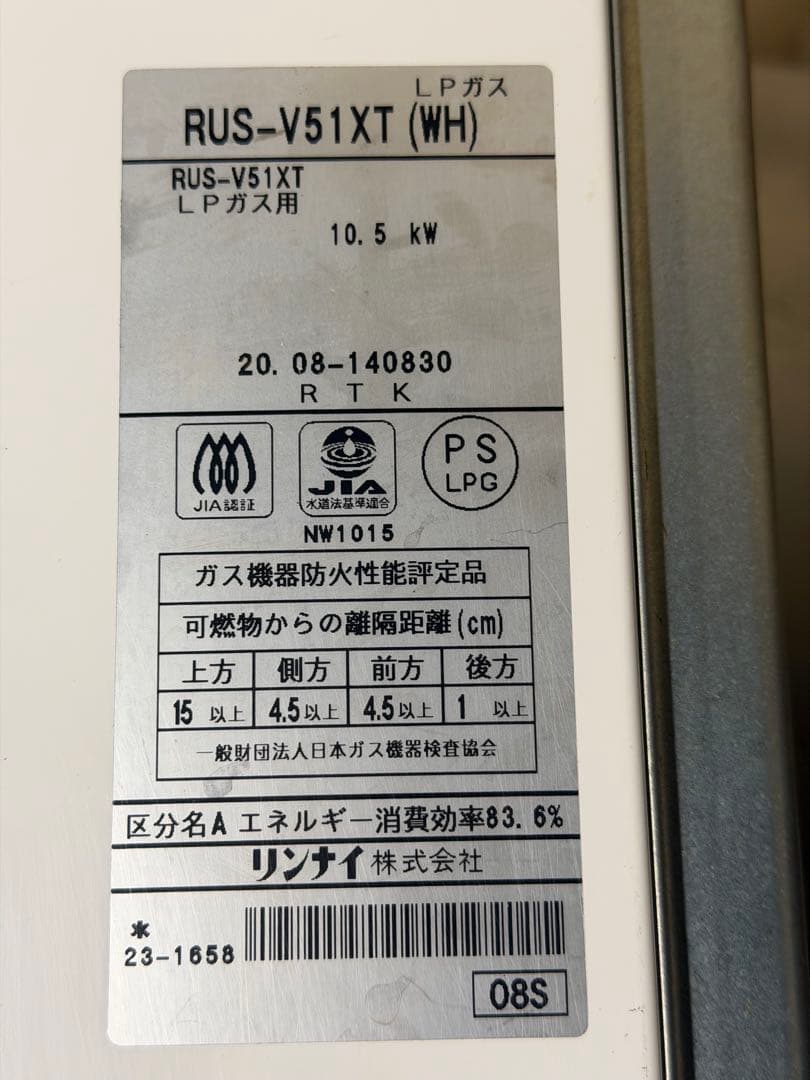 LPガス
RUS-V51XT(WH)
RUS-V51XT
LPガス用
10.5 kW
20.08-140830
RTK
JIA認証
JIA
水道法基準適合
PS
LPG
NW1015
ガス機器防火性能評定品
可燃物からの離隔距離(cm)
上方 側方 前方 後方
15 以上 4.5以上 4.5以上 1 以上
一般財団法人日本ガス機器検査協会
区分名A エネルギー消費効率83.6%
リンナイ株式会社
*
23-1658
08S